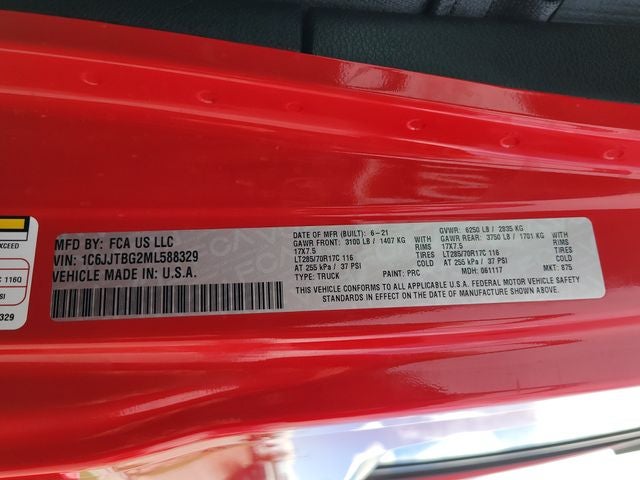 EXCEED
C 116Q
329
MFD BY: FCA US LLC
VIN: 1C6JJTBG2ML588329
VEHICLE MADE IN U.S.A.
DATE OF MFR (BUILT): 6-21
GAWR FRONT: 3100 LB / 1407 KG WITH
17X7.5 RIMS
LT285/70R17C 116 TIRES
AT 255 kPa / 37 PSI COLD
TYPE: TRUCK PAINT: PRC
GVWR: 6250 LB / 2835 KG
GAWR REAR: 3750 LB / 1701 KG WITH
17X7.5 RIMS
LT285/70R17C 116 TIRES
AT 255 kPa / 37 PSI COLD
MDH: 061117 MKT: 875
THIS VEHICLE CONFORMS TO ALL APPLICABLE U.S.A. FEDERAL MOTOR VEHICLE SAFETY
STANDARDS IN EFFECT ON THE DATE OF MANUFACTURE SHOWN ABOVE.